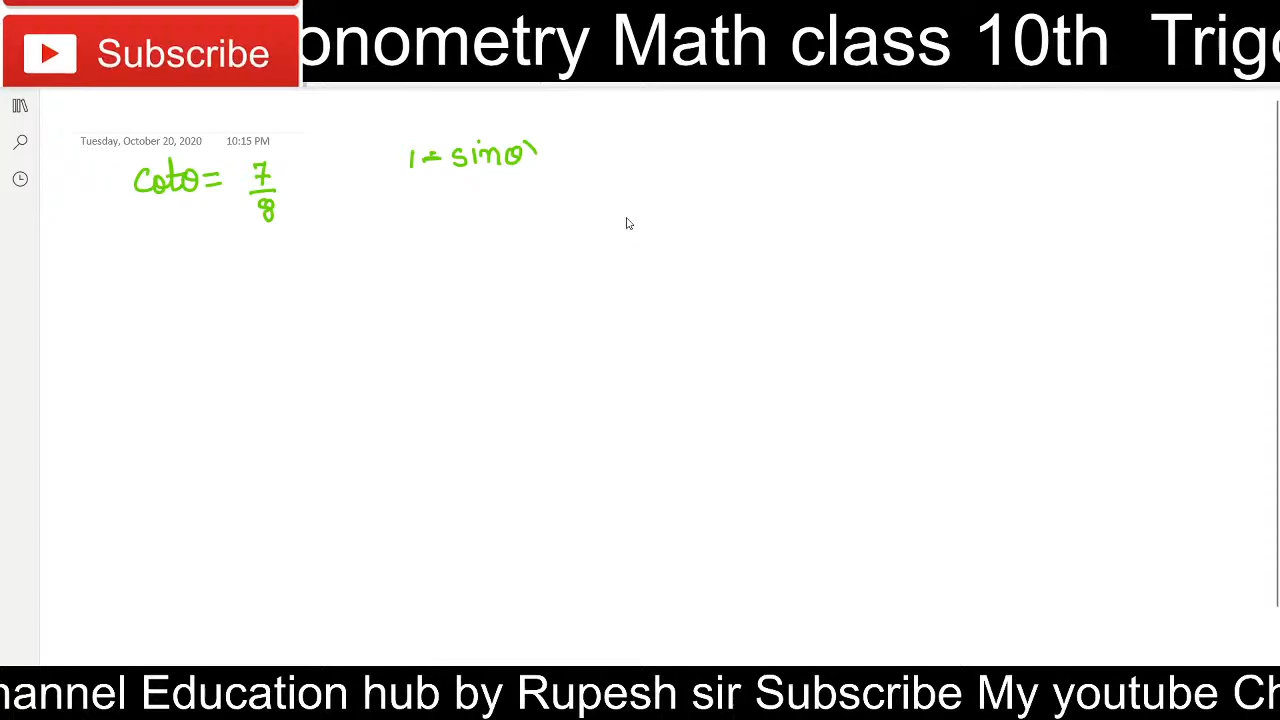 Subscribe
onometry Math class 10th Trigo
Tuesday, October 20, 2020 10:15 PM
cotθ = 7/8
1 - sinθ)
hannel Education hub by Rupesh sir Subscribe My youtube Ch